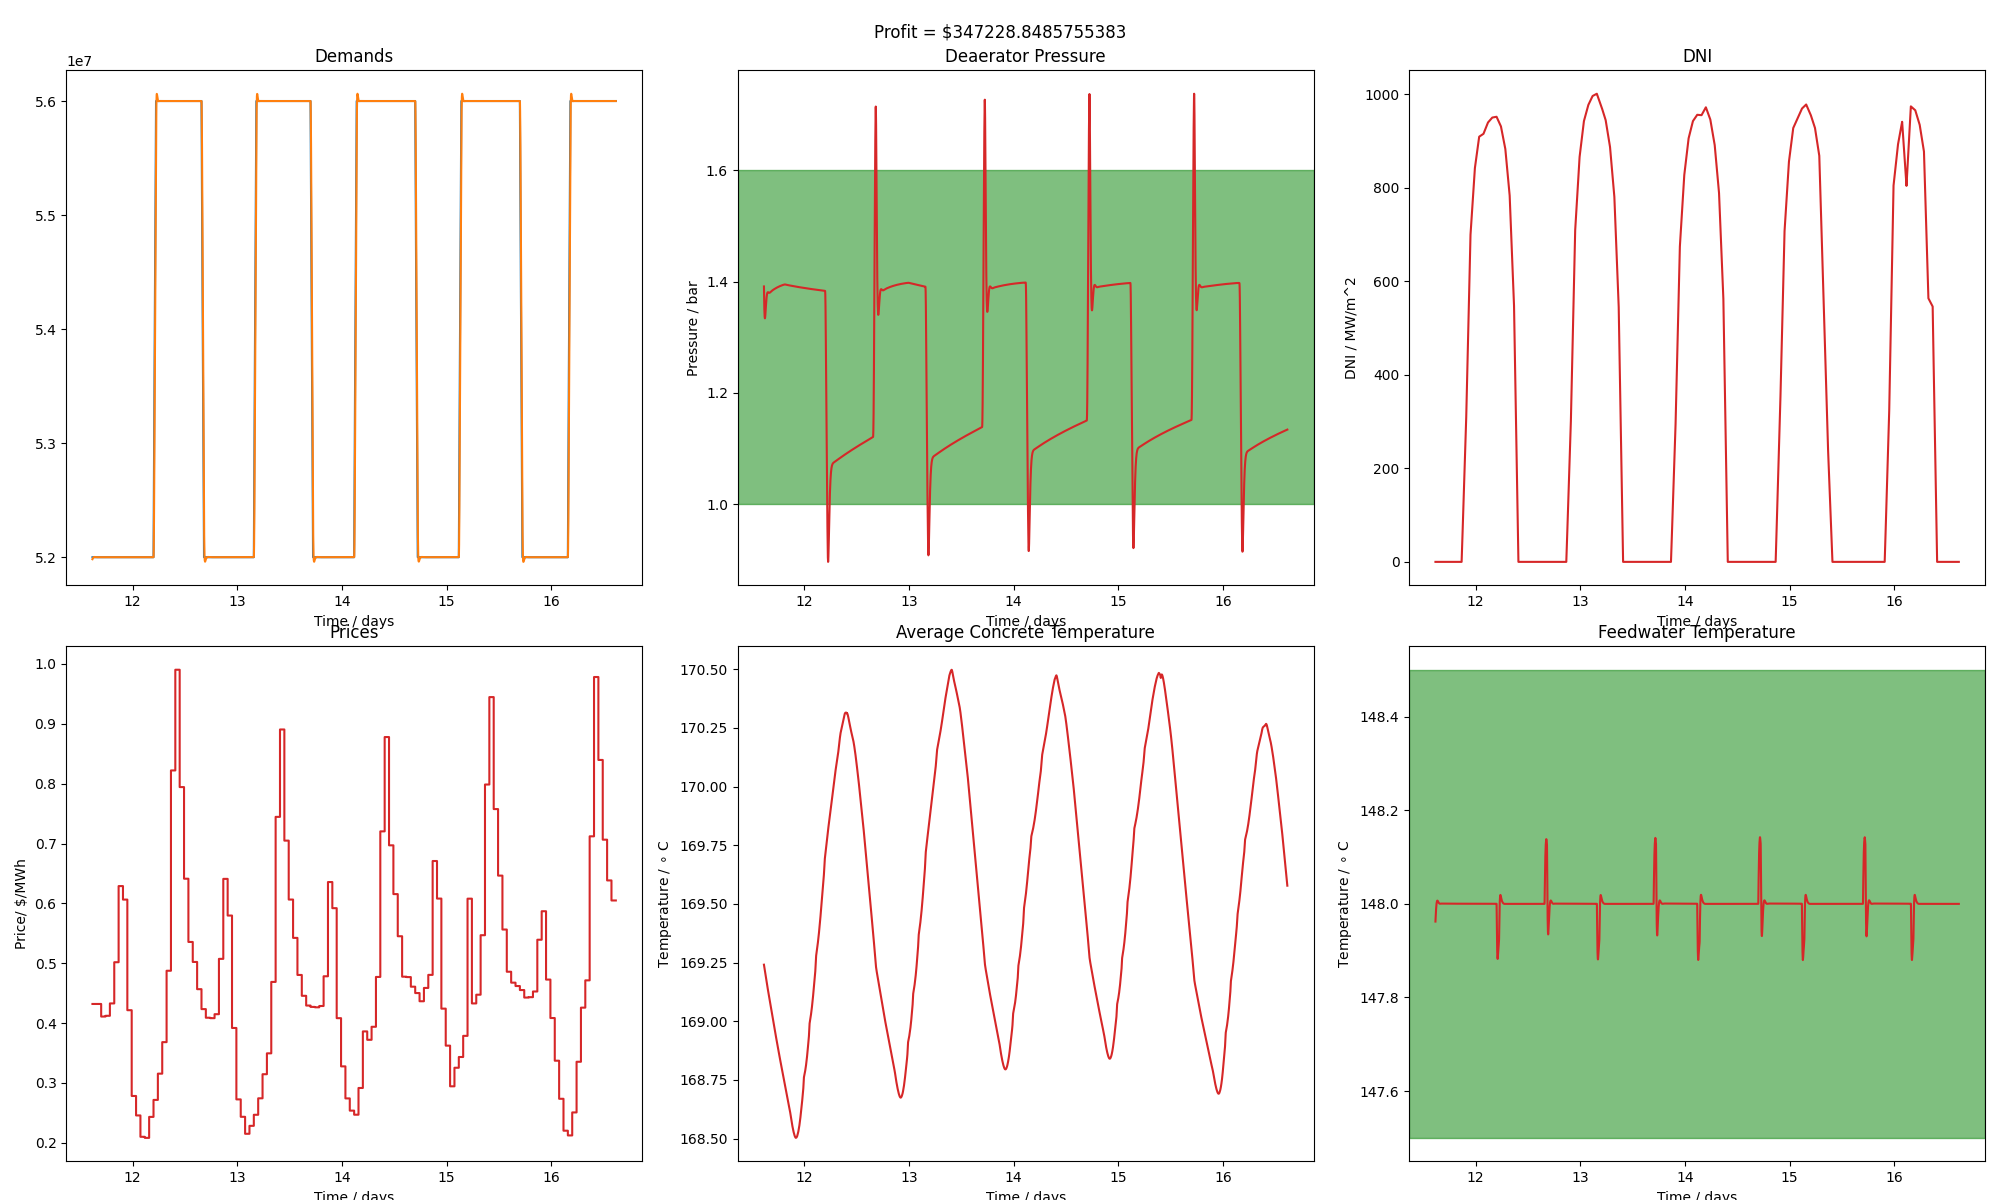 Profit = $347228.8485755383
Demands
1e7
5.6
5.5
5.4
5.3
5.2
12 13 14 15 16
Time / days
Deaerator Pressure
Pressure / bar
1.6
1.4
1.2
1.0
12 13 14 15 16
Time / days
DNI
DNI / MW/m^2
1000
800
600
400
200
0
12 13 14 15 16
Time / days
Prices
Price/ $/MWh
1.0
0.9
0.8
0.7
0.6
0.5
0.4
0.3
0.2
12 13 14 15 16
Time / days
Average Concrete Temperature
Temperature / ∘ C
170.50
170.25
170.00
169.75
169.50
169.25
169.00
168.75
168.50
12 13 14 15 16
Time / days
Feedwater Temperature
Temperature / ∘ C
148.4
148.2
148.0
147.8
147.6
12 13 14 15 16
Time / days